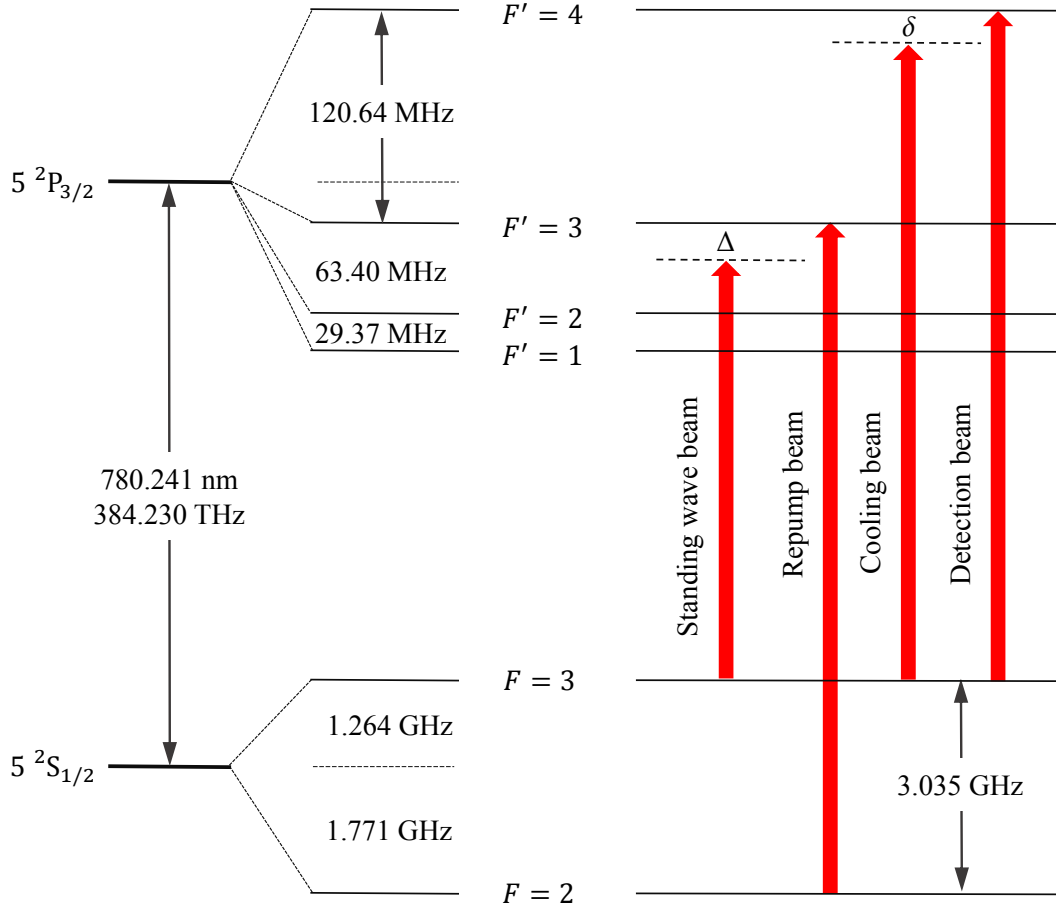 F′ = 4
δ
120.64 MHz
5 ²P₃/₂
F′ = 3
Δ
63.40 MHz
F′ = 2
29.37 MHz
F′ = 1
Standing wave beam
Repump beam
Cooling beam
Detection beam
780.241 nm
384.230 THz
F = 3
1.264 GHz
5 ²S₁/₂
3.035 GHz
1.771 GHz
F = 2